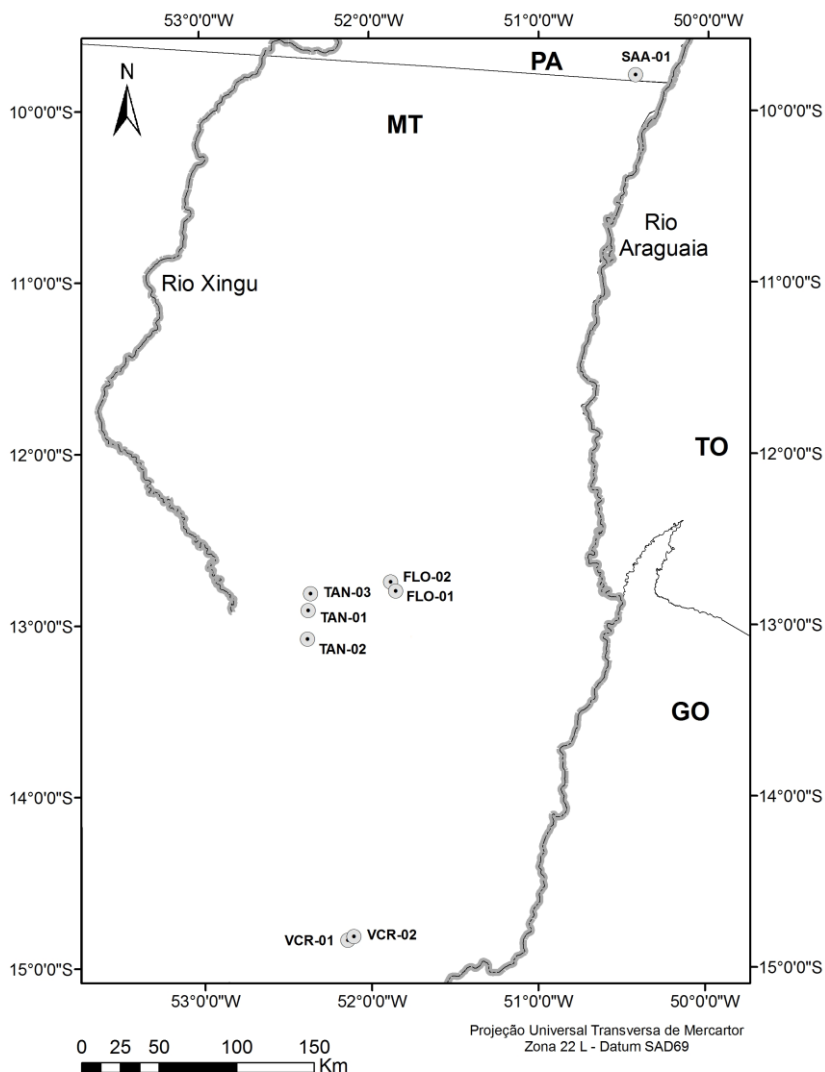 53°0'0"W 52°0'0"W 51°0'0"W 50°0'0"W
PA
SAA-01
N
10°0'0"S
10°0'0"S
MT
Rio
Araguaia
11°0'0"S
Rio Xingu
11°0'0"S
12°0'0"S
TO
12°0'0"S
FLO-02
TAN-03
FLO-01
TAN-01
13°0'0"S
13°0'0"S
TAN-02
GO
14°0'0"S
14°0'0"S
VCR-01
VCR-02
15°0'0"S
15°0'0"S
53°0'0"W 52°0'0"W 51°0'0"W 50°0'0"W
Projeção Universal Transversa de Mercartor
Zona 22 L - Datum SAD69
0 25 50 100 150
Km